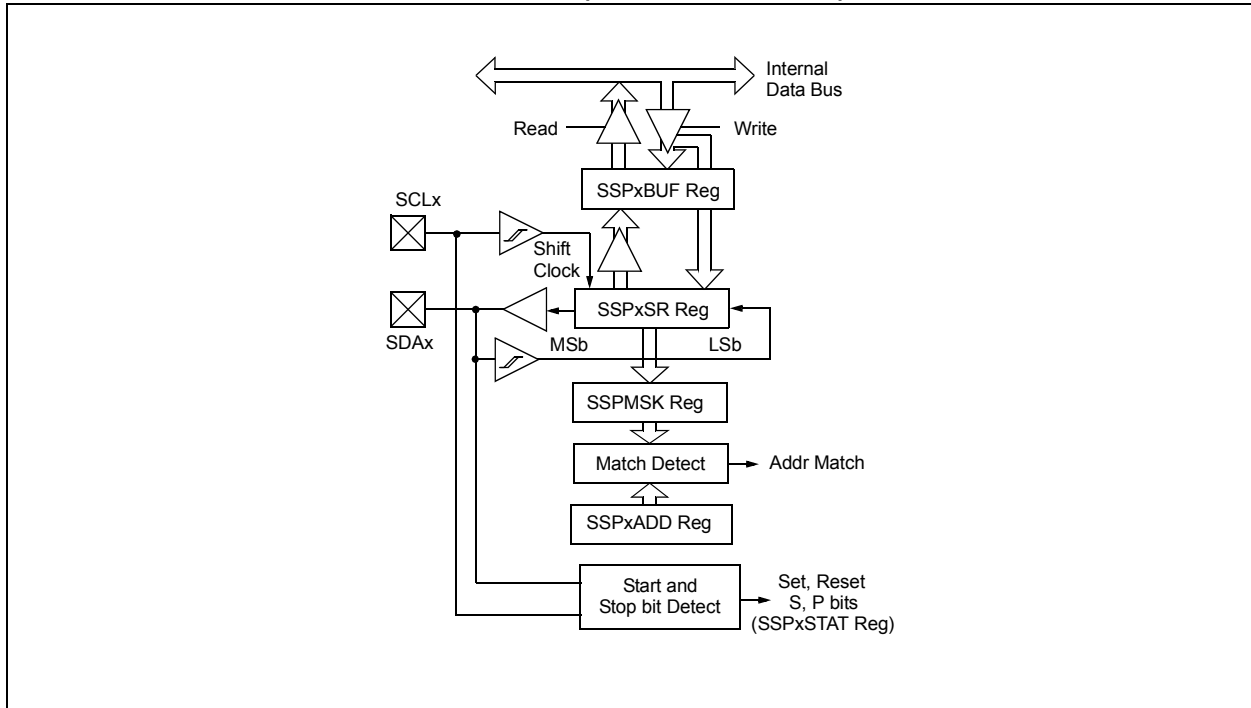 Internal
Data Bus
Read
Write
SSPxBUF Reg
SCLx
Shift
Clock
SSPxSR Reg
SDAx
MSb
LSb
SSPMSK Reg
Match Detect
Addr Match
SSPxADD Reg
Start and
Stop bit Detect
Set, Reset
S, P bits
(SSPxSTAT Reg)